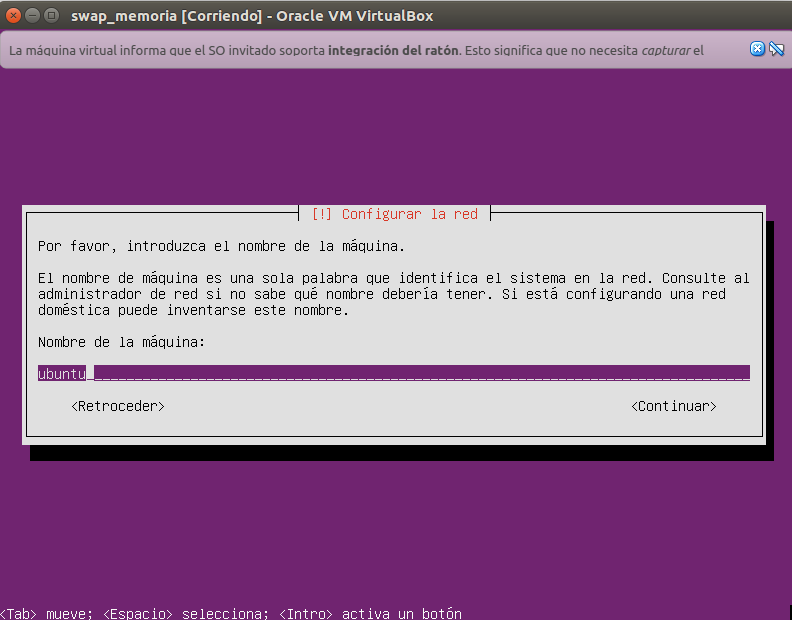 swap_memoria [Corriendo] - Oracle VM VirtualBox
La máquina virtual informa que el SO invitado soporta integración del ratón. Esto significa que no necesita capturar el
[!] Configurar la red
Por favor, introduzca el nombre de la máquina.
El nombre de máquina es una sola palabra que identifica el sistema en la red. Consulte al
administrador de red si no sabe qué nombre debería tener. Si está configurando una red
doméstica puede inventarse este nombre.
Nombre de la máquina:
ubuntu
<Retroceder> <Continuar>
<Tab> mueve; <Espacio> selecciona; <Intro> activa un botón